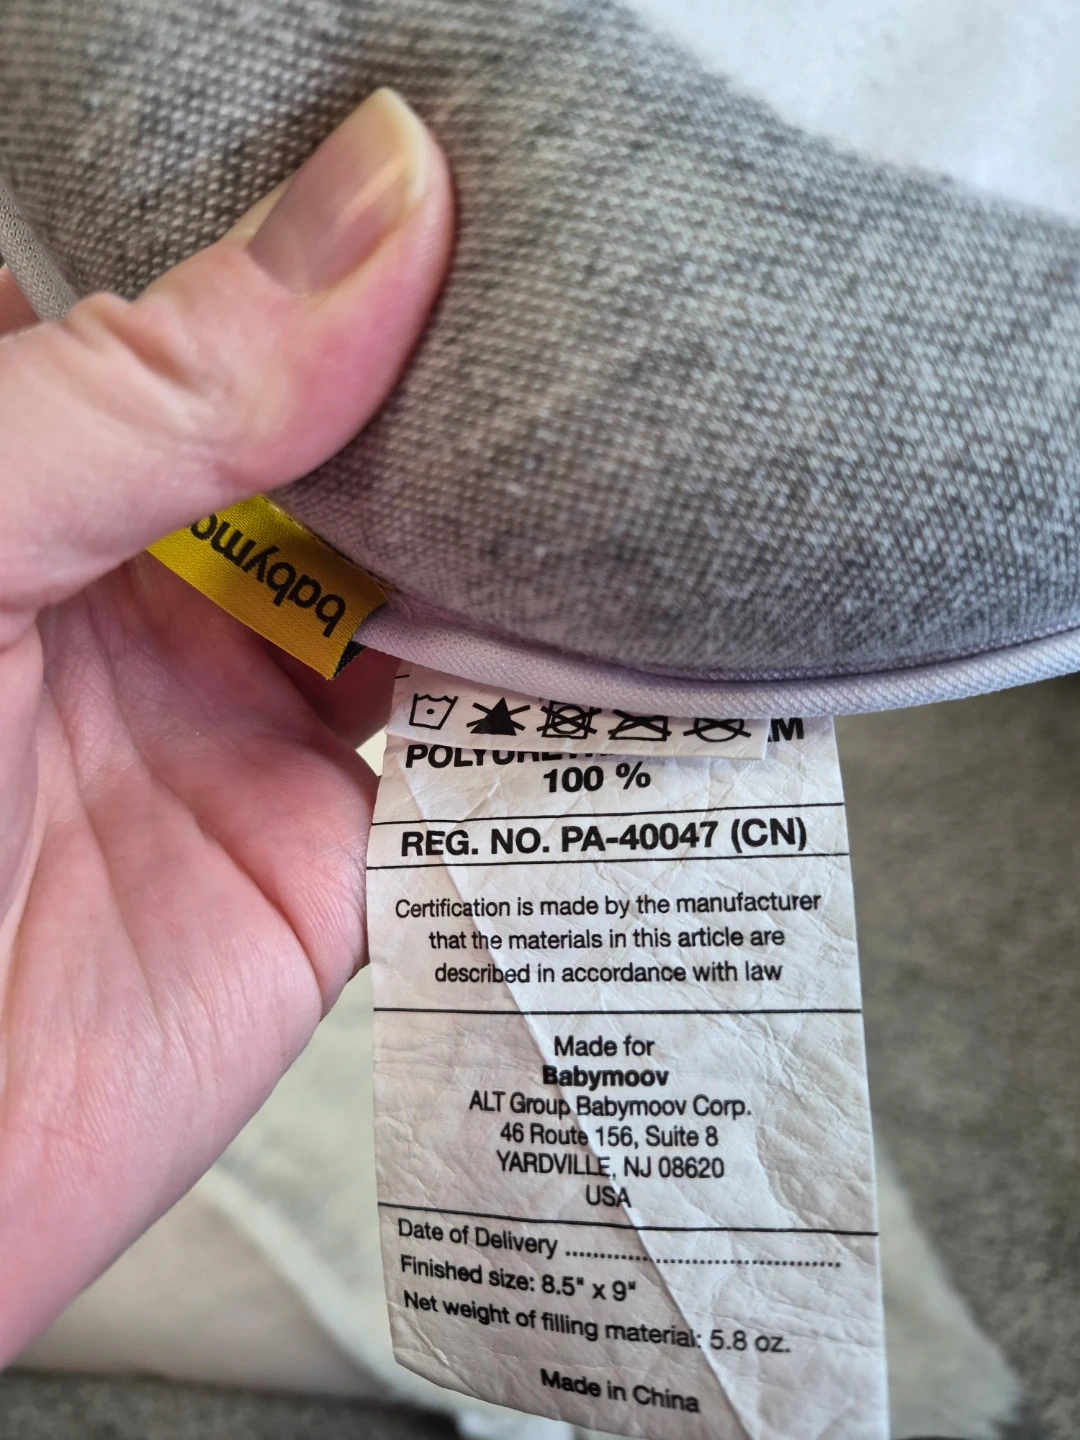 babymo
100 %
REG. NO. PA-40047 (CN)
Certification is made by the manufacturer
that the materials in this article are
described in accordance with law
Made for
Babymoov
ALT Group Babymoov Corp.
46 Route 156, Suite 8
YARDVILLE, NJ 08620
USA
Date of Delivery ........................................
Finished size: 8.5" x 9"
Net weight of filling material: 5.8 oz.
Made in China